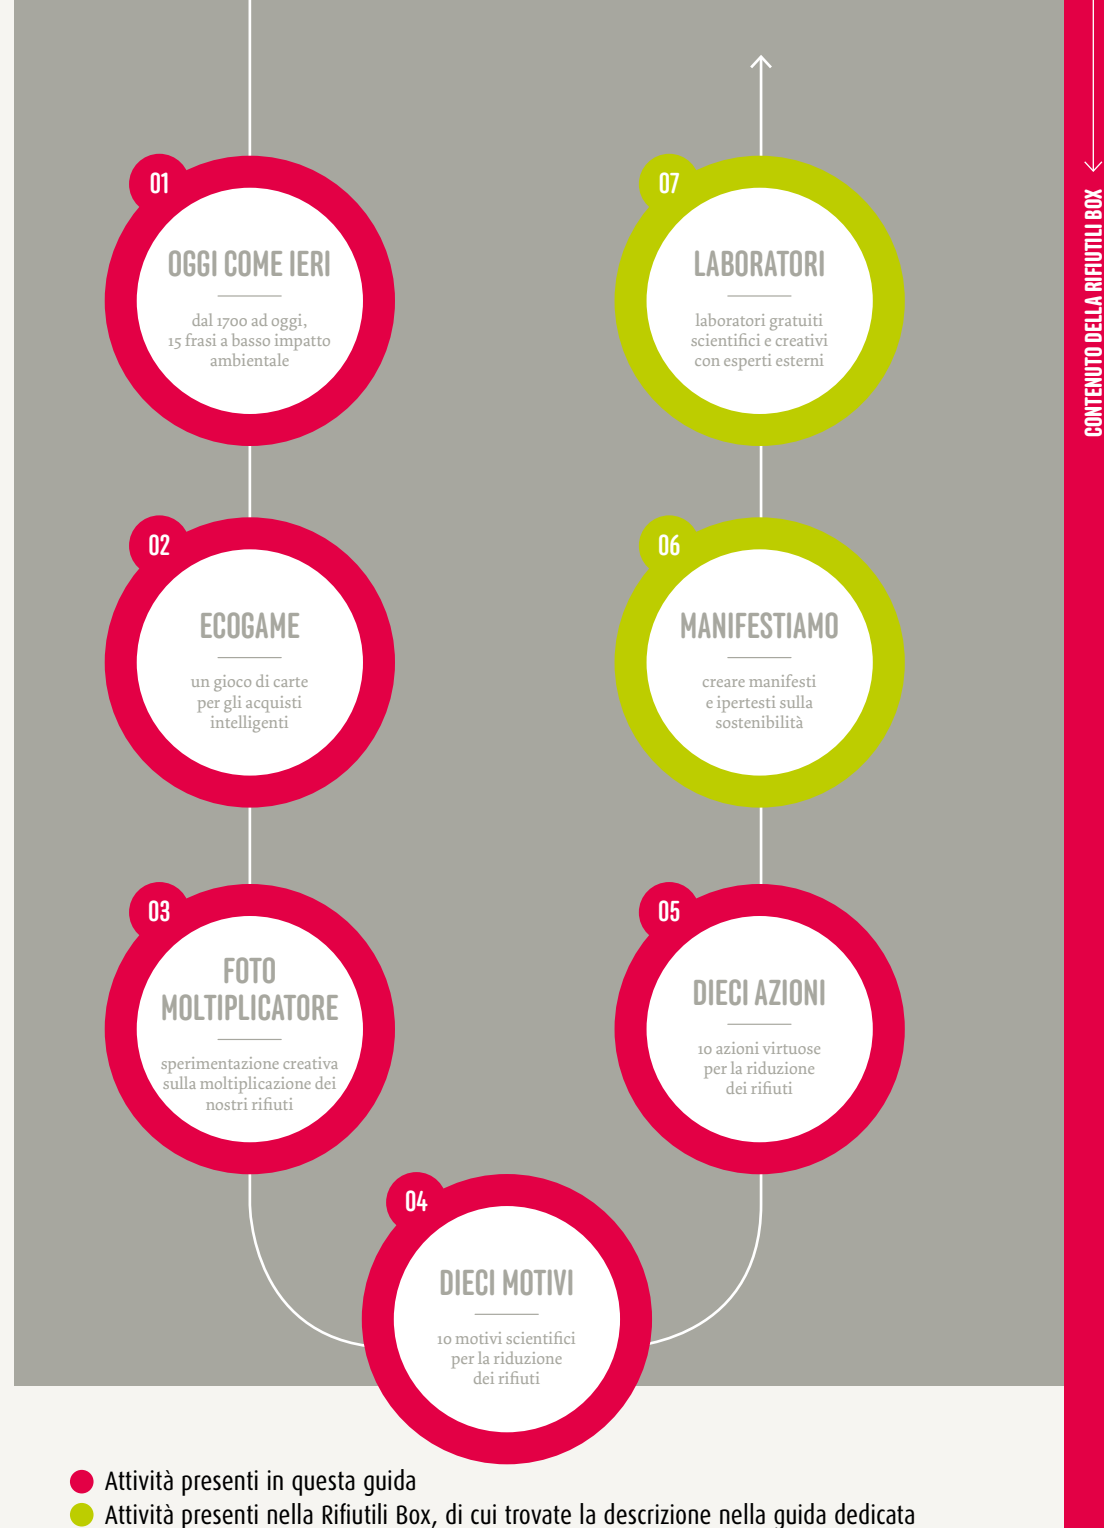 01
OGGI COME IERI
dal 1700 ad oggi,
15 frasi a basso impatto
ambientale
02
ECOGAME
un gioco di carte
per gli acquisti
intelligenti
03
FOTO
MOLTIPLICATORE
sperimentazione creativa
sulla moltiplicazione dei
nostri rifiuti
04
DIECI MOTIVI
10 motivi scientifici
per la riduzione
dei rifiuti
05
DIECI AZIONI
10 azioni virtuose
per la riduzione
dei rifiuti
06
MANIFESTIAMO
creare manifesti
e ipertesti sulla
sostenibilità
07
LABORATORI
laboratori gratuiti
scientifici e creativi
con esperti esterni
CONTENUTO DELLA RIFIUTILI BOX
Attività presenti in questa guida
Attività presenti nella Rifiutili Box, di cui trovate la descrizione nella guida dedicata